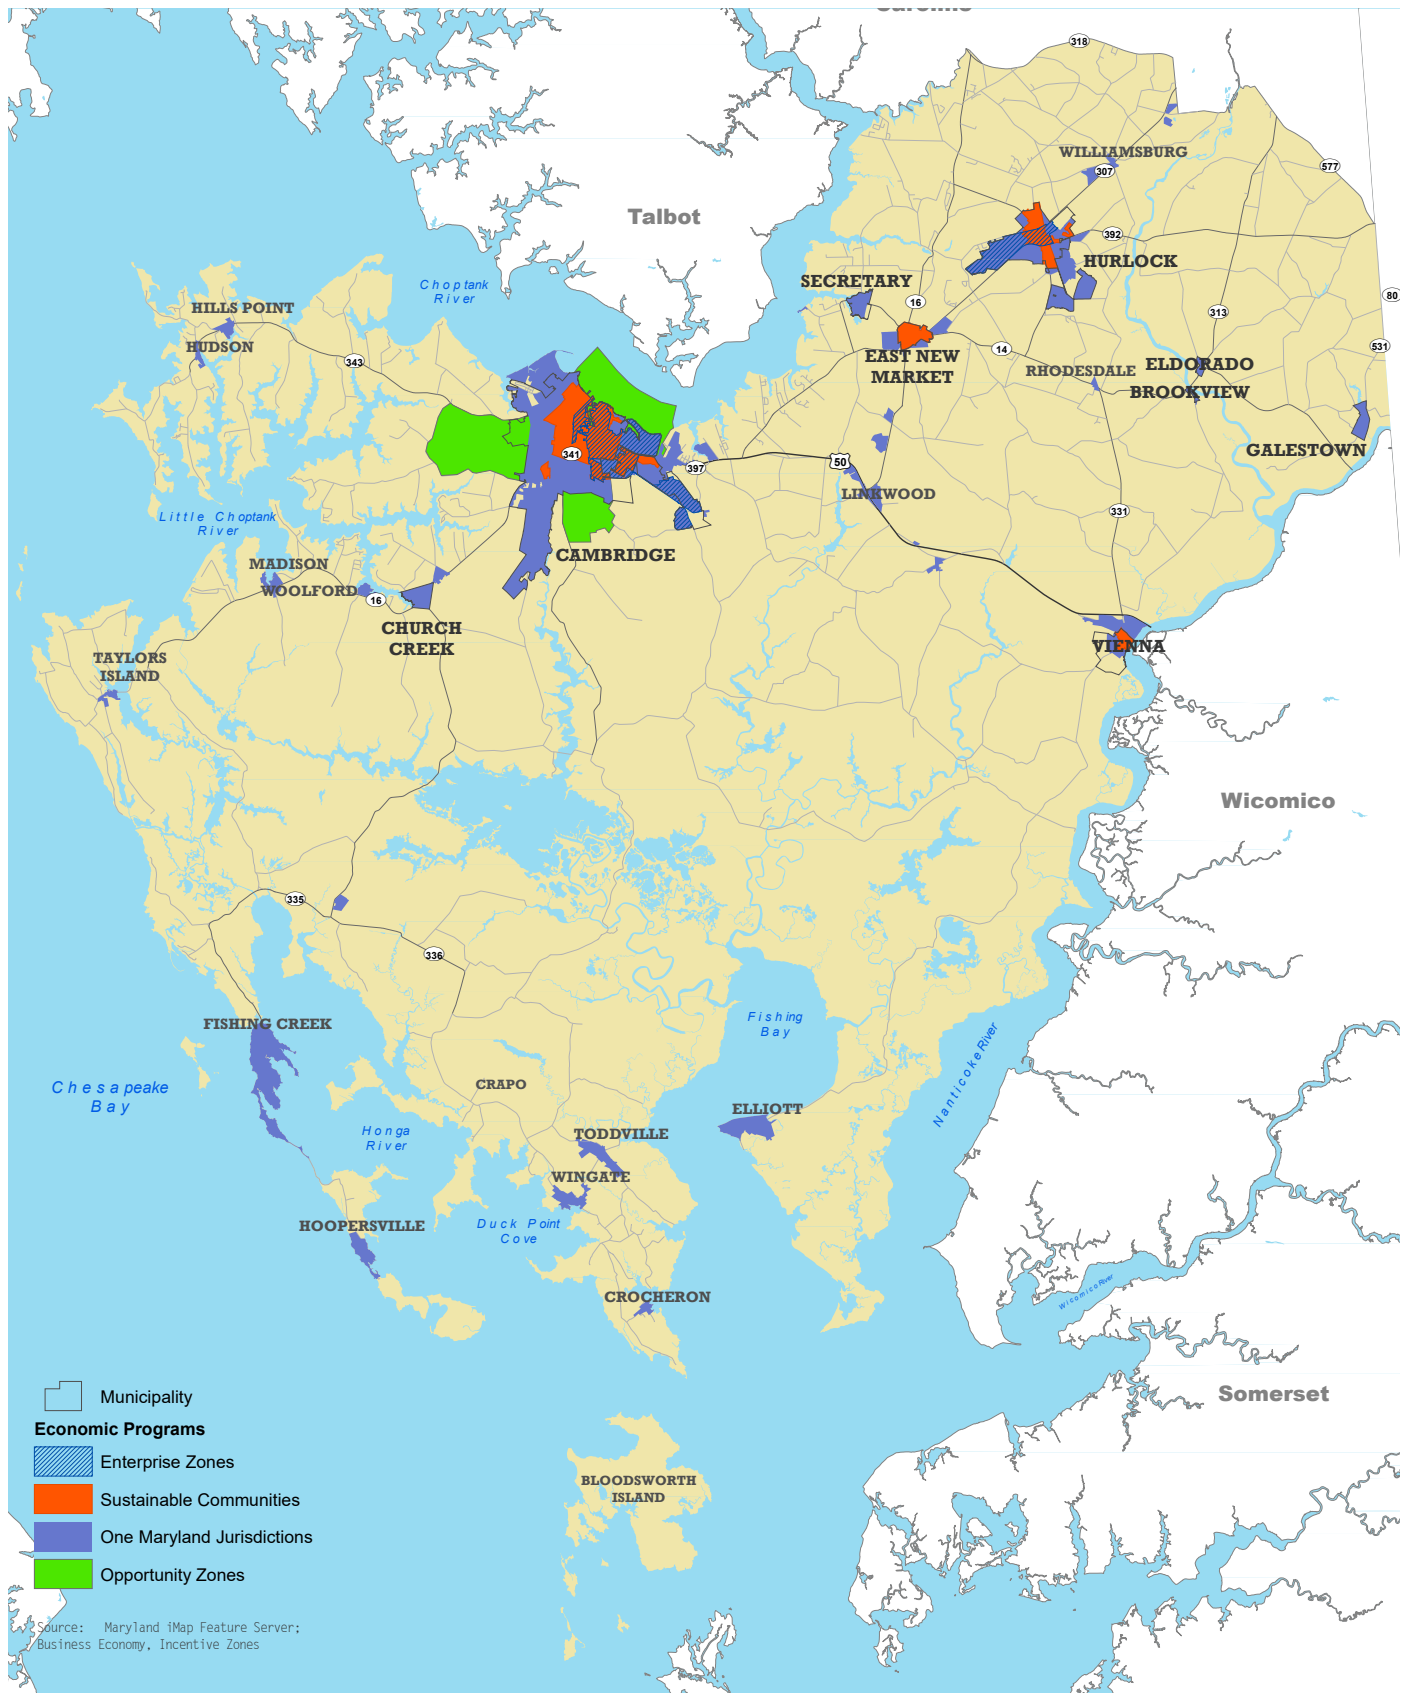 318
WILLIAMSBURG
307
577
Talbot
392
HURLOCK
SECRETARY
Choptank
River
16
80
HILLS POINT
313
HUDSON
343
14
531
EAST NEW
MARKET
ELDORADO
RHODESDALE
BROOKVIEW
GALESTOWN
341
397
50
LINKWOOD
331
Little Choptank
River
CAMBRIDGE
MADISON
WOOLFORD
16
CHURCH
CREEK
VIENNA
TAYLORS
ISLAND
Wicomico
335
336
FISHING CREEK
Fishing
Bay
Nanticoke River
Chesapeake
Bay
CRAPO
ELLIOTT
Honga
River
TODDVILLE
WINGATE
HOOPERSVILLE
Duck Point
Cove
Wicomico River
CROCHERON
Somerset
Municipality
Economic Programs
Enterprise Zones
Sustainable Communities
One Maryland Jurisdictions
Opportunity Zones
BLOODSWORTH
ISLAND
Source: Maryland iMap Feature Server;
Business Economy, Incentive Zones